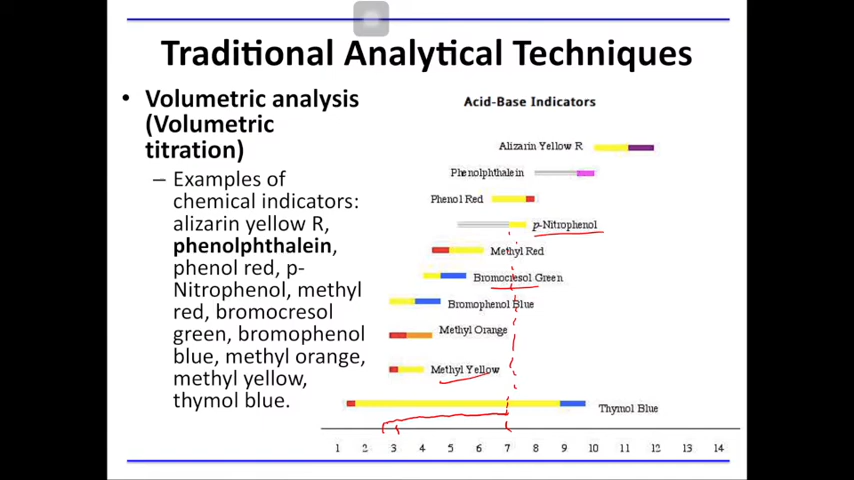 Traditional Analytical Techniques
• Volumetric analysis
(Volumetric
titration)
– Examples of
chemical indicators:
alizarin yellow R,
phenolphthalein,
phenol red, p-
Nitrophenol, methyl
red, bromocresol
green, bromophenol
blue, methyl orange,
methyl yellow,
thymol blue.
Acid-Base Indicators
Alizarin Yellow R
Phenolphthalein
Phenol Red
p-Nitrophenol
Methyl Red
Bromocresol Green
Bromophenol Blue
Methyl Orange
Methyl Yellow
Thymol Blue
1 2 3 4 5 6 7 8 9 10 11 12 13 14